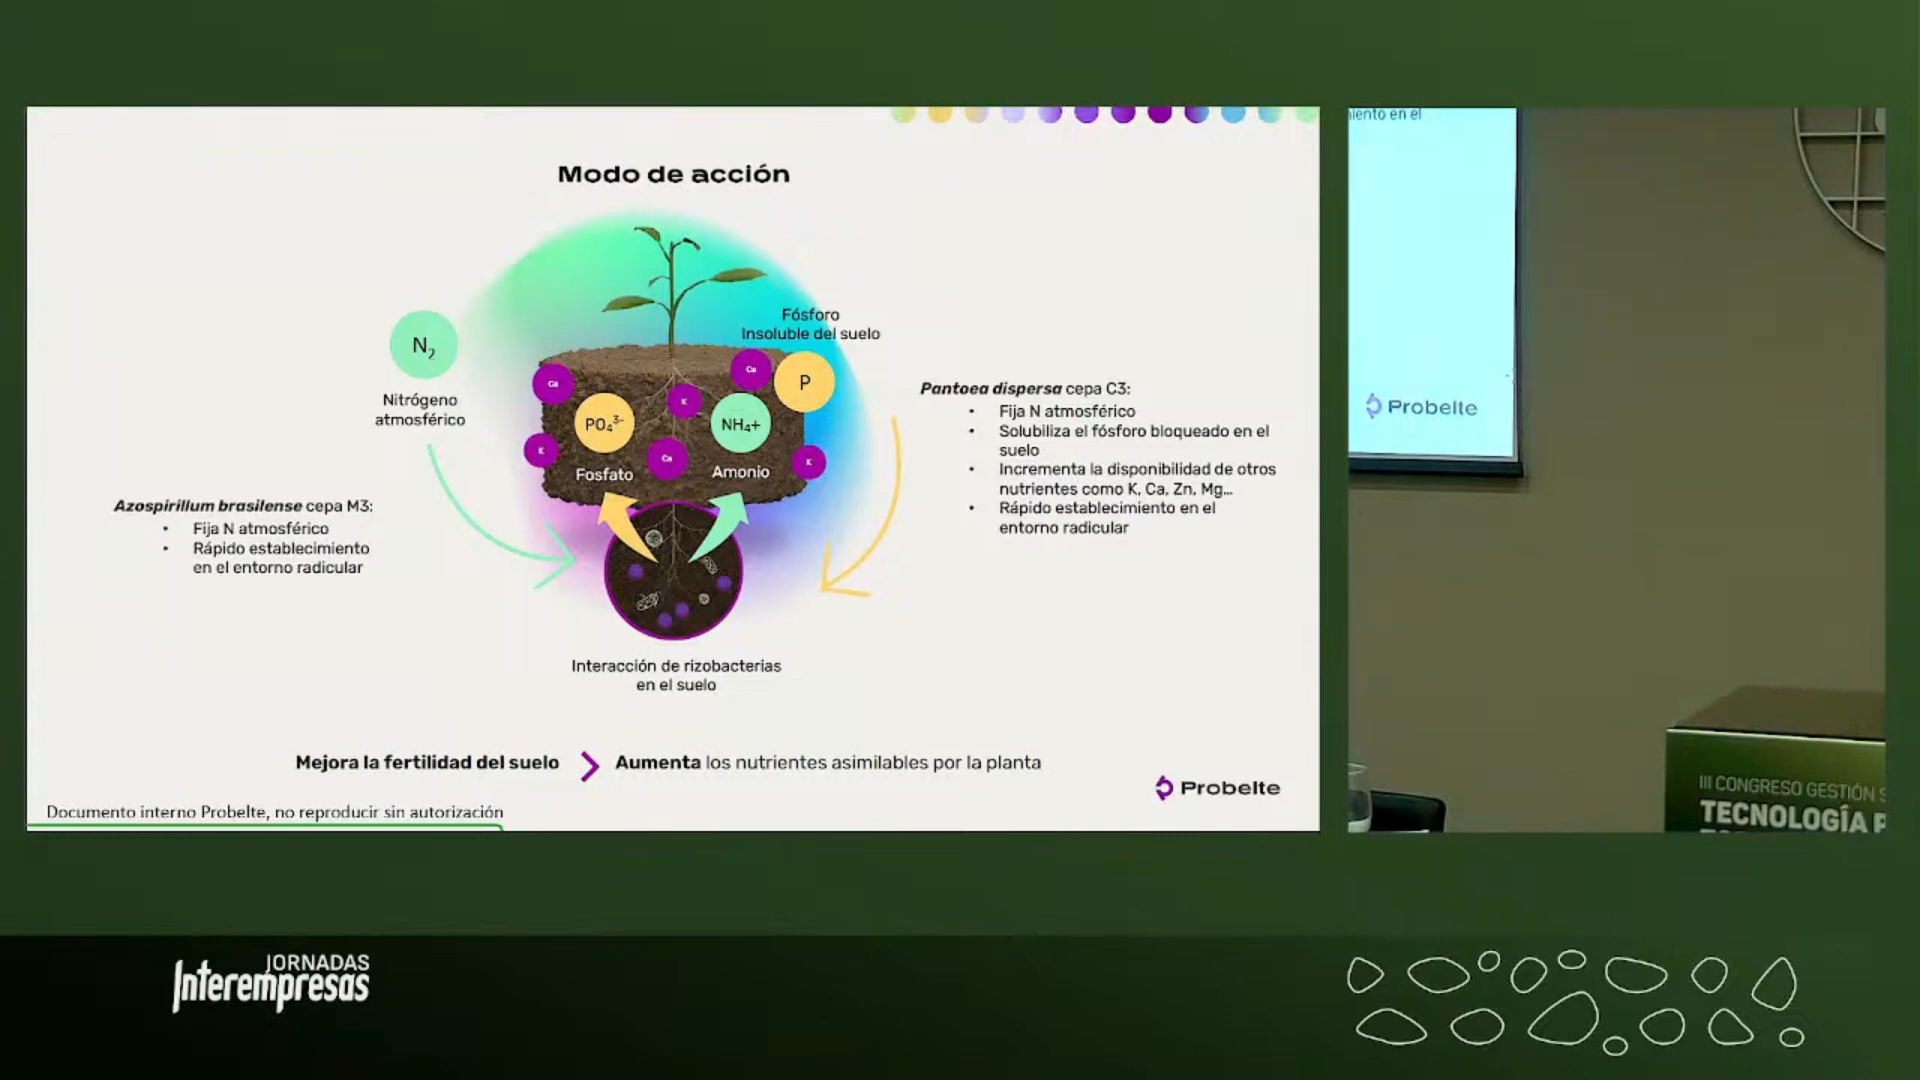 Modo de acción
Fósforo
Insoluble del suelo
N2
Nitrógeno
atmosférico
Ca
Ca
P
K
PO₄³⁻
NH₄+
K
Ca
K
Fosfato
Amonio
Pantoea dispersa cepa C3:
• Fija N atmosférico
• Solubiliza el fósforo bloqueado en el
suelo
• Incrementa la disponibilidad de otros
nutrientes como K, Ca, Zn, Mg...
• Rápido establecimiento en el
entorno radicular
Azospirillum brasilense cepa M3:
• Fija N atmosférico
• Rápido establecimiento
en el entorno radicular
Interacción de rizobacterias
en el suelo
Mejora la fertilidad del suelo
Aumenta los nutrientes asimilables por la planta
Probelte
Documento interno Probelte, no reproducir sin autorización
en el
Probelte
III CONGRESO GESTIÓN
TECNOLOGÍA
JORNADAS
Interempresas